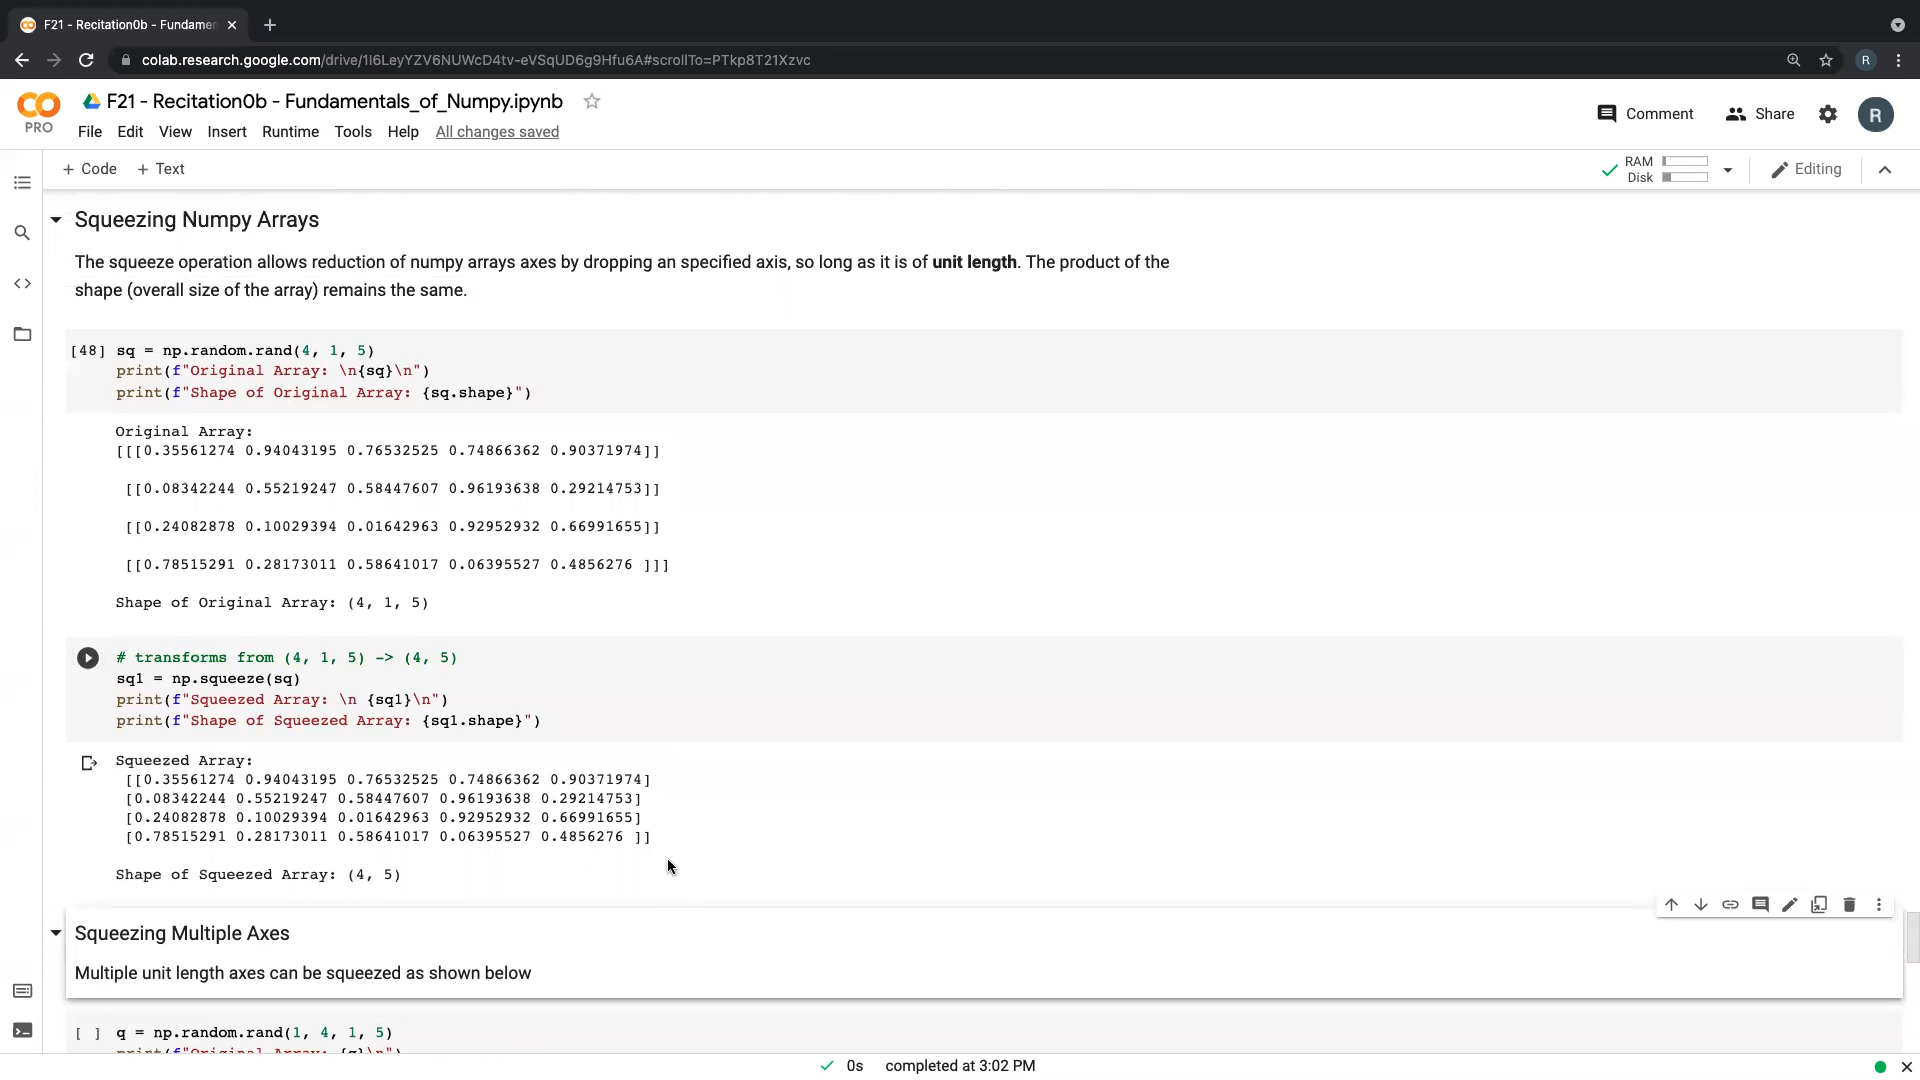 F21 - Recitation0b - Fundame
colab.research.google.com/drive/1I6LeyYZV6NUWcD4tv-eVSqUD6g9Hfu6A#scrollTo=PTkp8T21Xzvc
R
PRO
F21 - Recitation0b - Fundamentals_of_Numpy.ipynb
File Edit View Insert Runtime Tools Help All changes saved
Comment Share R
+ Code + Text
RAM
Disk
Editing
Squeezing Numpy Arrays
The squeeze operation allows reduction of numpy arrays axes by dropping an specified axis, so long as it is of unit length. The product of the
shape (overall size of the array) remains the same.
[48] sq = np.random.rand(4, 1, 5)
print(f"Original Array: \n{sq}\n")
print(f"Shape of Original Array: {sq.shape}")
Original Array:
[[[0.35561274 0.94043195 0.76532525 0.74866362 0.90371974]]
[[0.08342244 0.55219247 0.58447607 0.96193638 0.29214753]]
[[0.24082878 0.10029394 0.01642963 0.92952932 0.66991655]]
[[0.78515291 0.28173011 0.58641017 0.06395527 0.4856276 ]]]
Shape of Original Array: (4, 1, 5)
# transforms from (4, 1, 5) -> (4, 5)
sq1 = np.squeeze(sq)
print(f"Squeezed Array: \n {sq1}\n")
print(f"Shape of Squeezed Array: {sq1.shape}")
Squeezed Array:
[[0.35561274 0.94043195 0.76532525 0.74866362 0.90371974]
[0.08342244 0.55219247 0.58447607 0.96193638 0.29214753]
[0.24082878 0.10029394 0.01642963 0.92952932 0.66991655]
[0.78515291 0.28173011 0.58641017 0.06395527 0.4856276 ]]
Shape of Squeezed Array: (4, 5)
Squeezing Multiple Axes
Multiple unit length axes can be squeezed as shown below
[ ] q = np.random.rand(1, 4, 1, 5)
print(f"Original Array: {q}\n")
0s completed at 3:02 PM